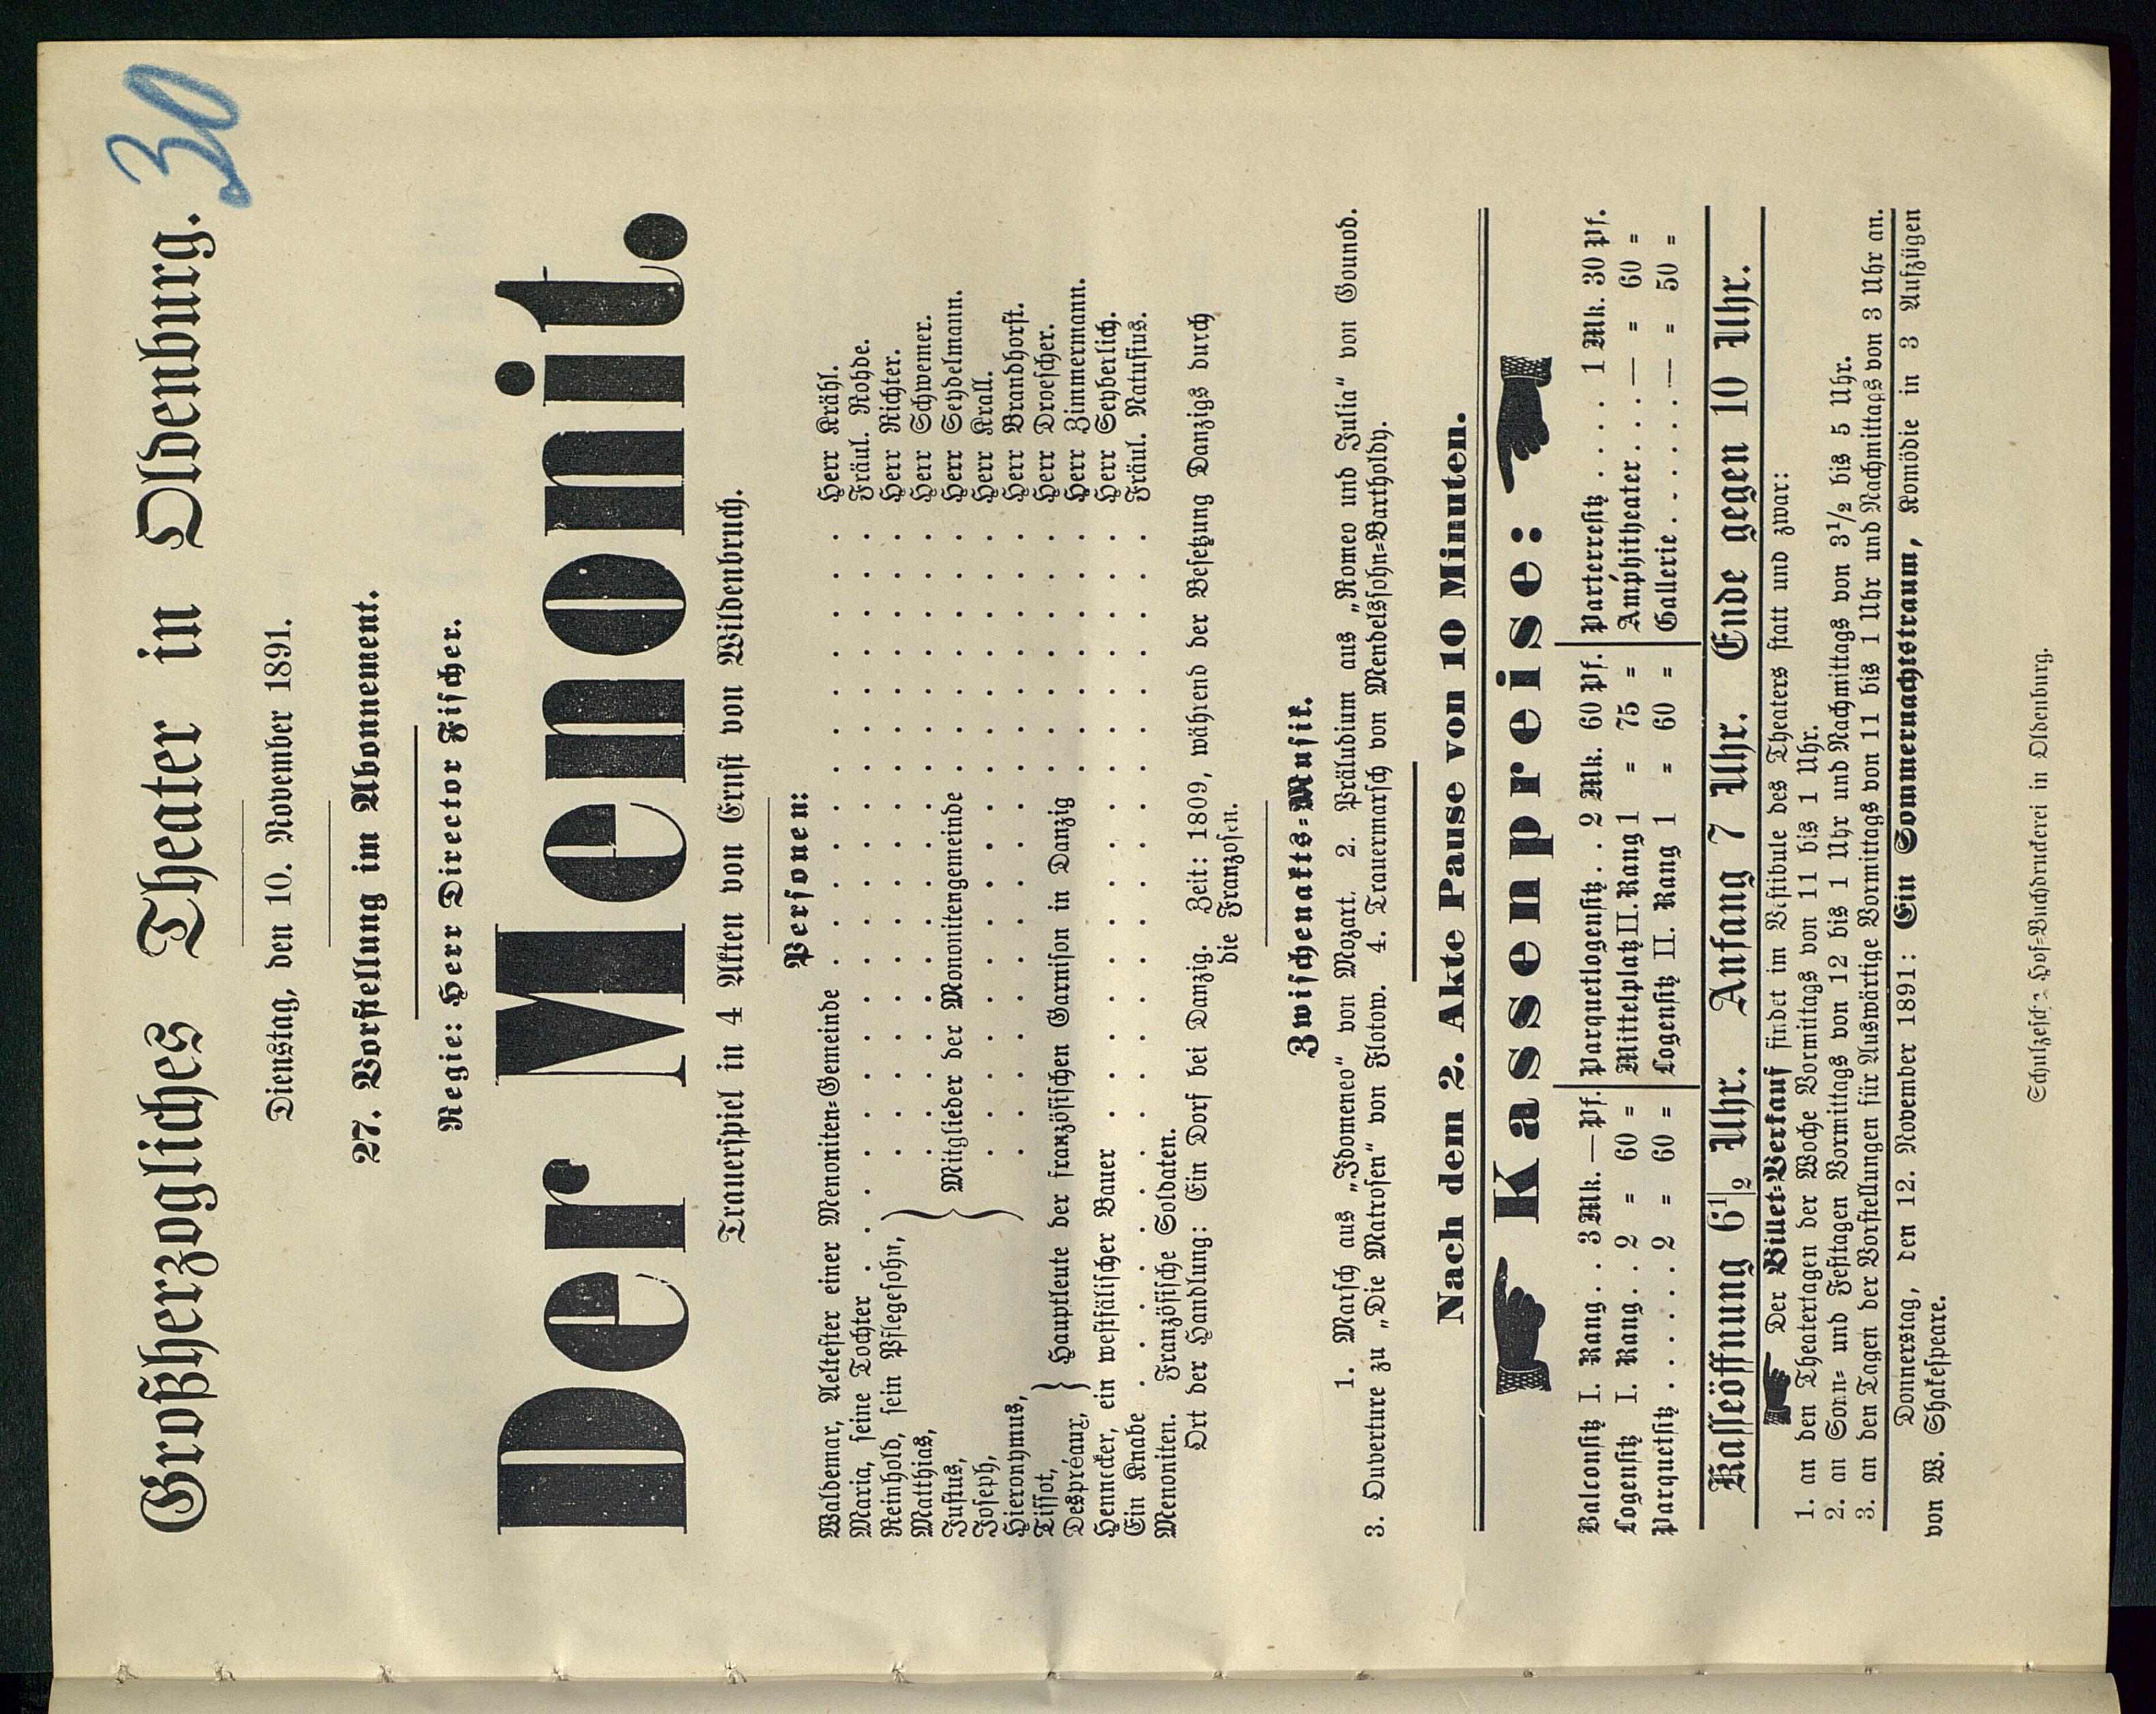 30
Großherzogliches Theater in Oldenburg.
Dienstag, den 10. November 1891.
27. Vorstellung im Abonnement.
Regie: Herr Director Fischer.
Der Menonit.
Trauerspiel in 4 Akten von Ernst von Wildenbruch.
Personen:
Waldemar, Aeltester einer Menoniten-Gemeinde . . . . . . . . . . . . Herr Krähl.
Maria, seine Tochter . . . . . . . . . . . . Fräul. Rohde.
Reinhold, sein Pflegesohn, . . . . . . . . . . . . Herr Richter.
Matthias, . . . . . . . . . . . . Herr Schwemer.
Justus, } Mitglieder der Mononitengemeinde . . . . . . . Herr Seydelmann.
Joseph, . . . . . . . . . . . . Herr Krall.
Hieronymus, . . . . . . . . . . . . Herr Brandhorst.
Tissot, } Hauptleute der französischen Garnison in Danzig . . . . . . . Herr Droescher.
Despréaux, . . . . . . . Herr Zimmermann.
Hennecker, ein westfälischer Bauer . . . . . . . . . . . . Herr Seyberlich.
Ein Knabe . . . . . . . . . . . . Fräul. Natusius.
Menoniten. Französische Soldaten.
Ort der Handlung: Ein Dorf bei Danzig. Zeit: 1809, während der Besetzung Danzigs durch
die Franzosen.
Zwischenakts-Musik.
1. Marsch aus „Idomeneo“ von Mozart. 2. Präludium aus „Romeo und Julia“ von Gounod.
3. Ouverture zu „Die Matrosen“ von Flotow. 4. Trauermarsch von Mendelssohn-Bartholdy.
Nach dem 2. Akte Pause von 10 Minuten.
☛ Kassenpreise: ☚
Balconsitz I. Rang . . 3 Mk. — Pf. Parquetlogensitz . . 2 Mk. 60 Pf. Parterresitz . . . . 1 Mk. 30 Pf.
Logensitz I. Rang . . 2 = 60 = Mittelplatz II. Rang 1 = 75 = Amphitheater . . . . — = 60 =
Parquetsitz . . . . . 2 = 60 = Logensitz II. Rang 1 = 60 = Gallerie . . . . . . — = 50 =
Kasseöffnung 6½ Uhr. Anfang 7 Uhr. Ende gegen 10 Uhr.
☛ Der Billet-Verkauf findet im Vestibule des Theaters statt und zwar:
1. an den Theatertagen der Woche Vormittags von 11 bis 1 Uhr.
2. an Sonn- und Festtagen Vormittags von 12 bis 1 Uhr und Nachmittags von 3½ bis 5 Uhr.
3. an den Tagen der Vorstellungen für Auswärtige Vormittags von 11 bis 1 Uhr und Nachmittags von 3 Uhr an.
Donnerstag, den 12. November 1891: Ein Sommernachtstraum, Komödie in 3 Aufzügen
von W. Shakespeare.
Schulzesche Hof-Buchdruckerei in Oldenburg.